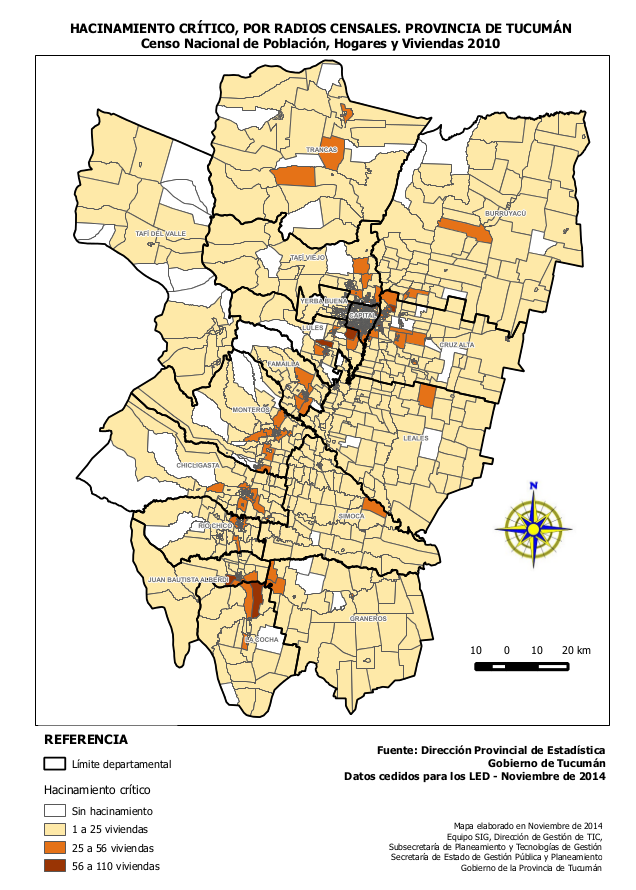 HACINAMIENTO CRÍTICO, POR RADIOS CENSALES. PROVINCIA DE TUCUMÁN
Censo Nacional de Población, Hogares y Viviendas 2010
TRANCAS
BURRUYACÚ
TAFÍ DEL VALLE
TAFÍ VIEJO
YERBA BUENA
CAPITAL
LULES
CRUZ ALTA
FAMAILLÁ
MONTEROS
LEALES
CHICLIGASTA
SIMOCA
RÍO CHICO
JUAN BAUTISTA ALBERDI
GRANEROS
LA COCHA
N
10 0 10 20 km
REFERENCIA
Límite departamental
Hacinamiento crítico
Sin hacinamiento
1 a 25 viviendas
25 a 56 viviendas
56 a 110 viviendas
Fuente: Dirección Provincial de Estadística
Gobierno de Tucumán
Datos cedidos para los LED - Noviembre de 2014
Mapa elaborado en Noviembre de 2014
Equipo SIG, Dirección de Gestión de TIC,
Subsecretaría de Planeamiento y Tecnologías de Gestión
Secretaría de Estado de Gestión Pública y Planeamiento
Gobierno de la Provincia de Tucumán